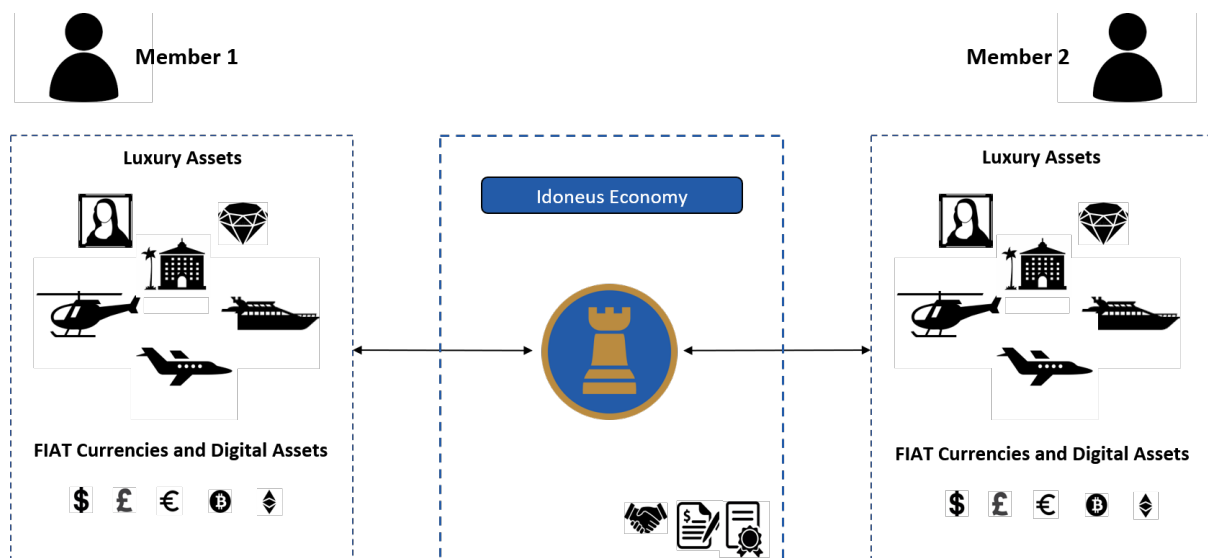 Member 1
Member 2
Luxury Assets
Idoneus Economy
Luxury Assets
FIAT Currencies and Digital Assets
$ £ € ₿
FIAT Currencies and Digital Assets
$ £ € ₿
$